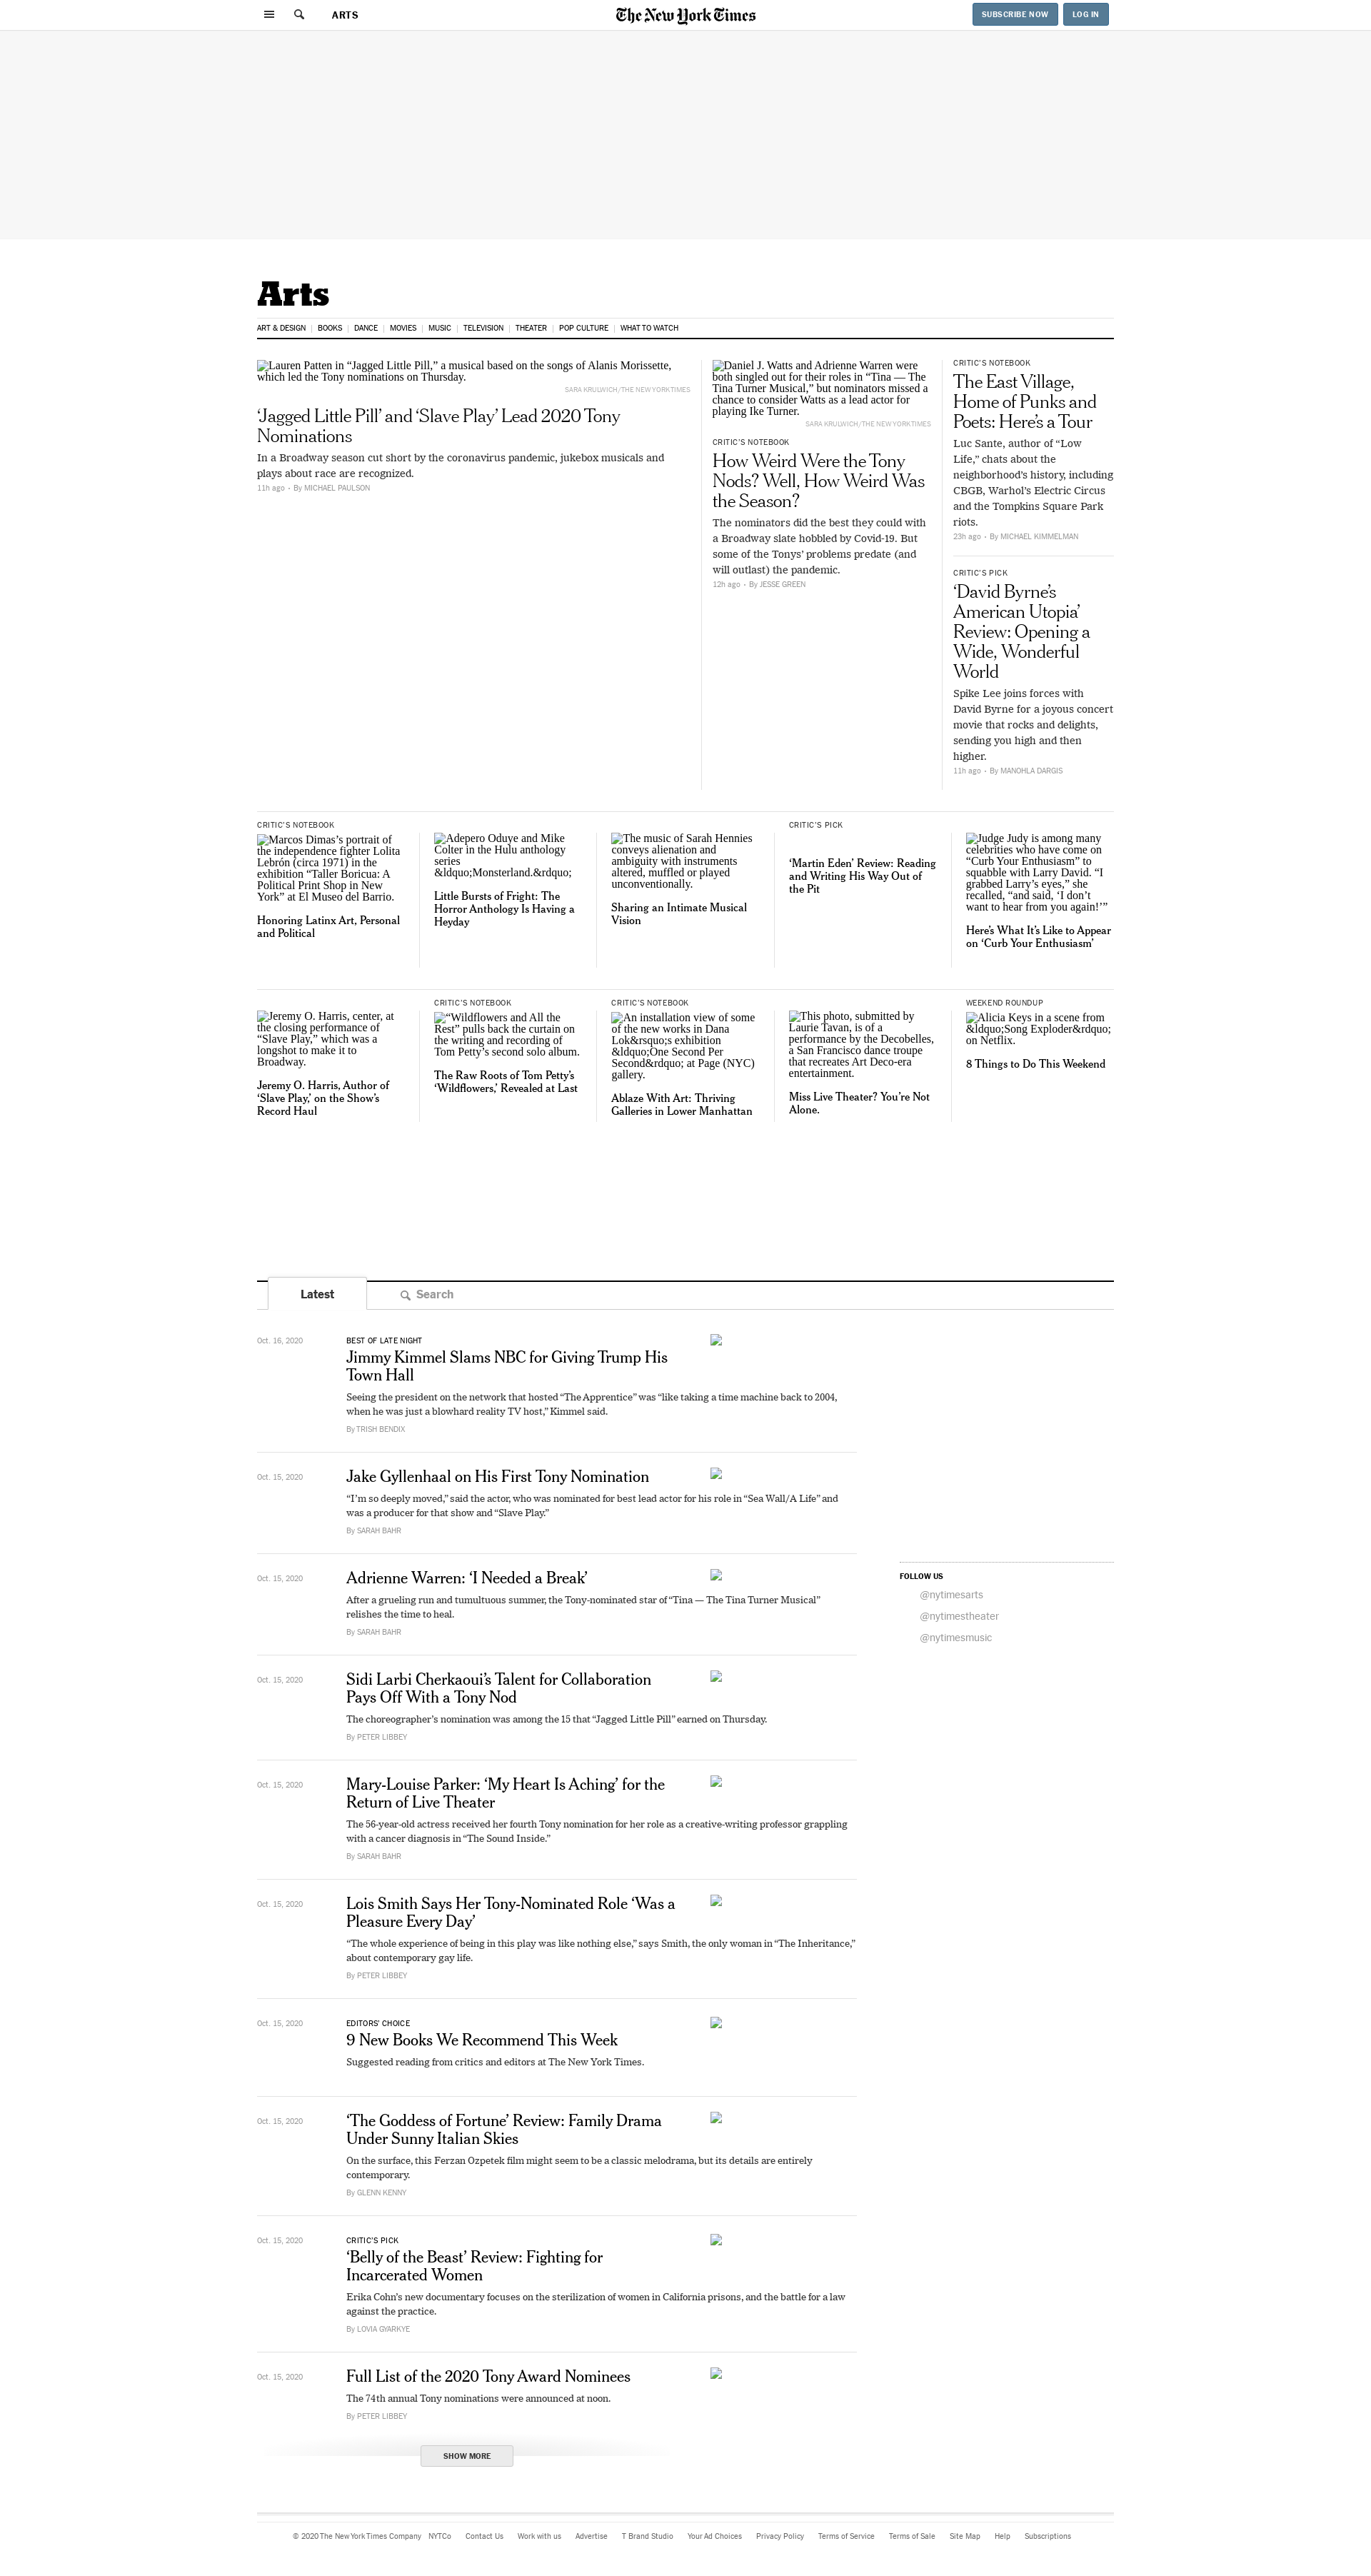 ARTS
The New York Times
SUBSCRIBE NOW
LOG IN
Arts
ART & DESIGN
BOOKS
DANCE
MOVIES
MUSIC
TELEVISION
THEATER
POP CULTURE
WHAT TO WATCH
Lauren Patten in “Jagged Little Pill,” a musical based on the songs of Alanis Morissette,
which led the Tony nominations on Thursday.
SARA KRULWICH/THE NEW YORK TIMES
‘Jagged Little Pill’ and ‘Slave Play’ Lead 2020 Tony
Nominations
In a Broadway season cut short by the coronavirus pandemic, jukebox musicals and
plays about race are recognized.
11h ago • By MICHAEL PAULSON
Daniel J. Watts and Adrienne Warren were
both singled out for their roles in “Tina — The
Tina Turner Musical,” but nominators missed a
chance to consider Watts as a lead actor for
playing Ike Turner.
SARA KRULWICH/THE NEW YORK TIMES
CRITIC’S NOTEBOOK
How Weird Were the Tony
Nods? Well, How Weird Was
the Season?
The nominators did the best they could with
a Broadway slate hobbled by Covid-19. But
some of the Tonys’ problems predate (and
will outlast) the pandemic.
12h ago • By JESSE GREEN
CRITIC’S NOTEBOOK
The East Village,
Home of Punks and
Poets: Here’s a Tour
Luc Sante, author of “Low
Life,” chats about the
neighborhood’s history, including
CBGB, Warhol’s Electric Circus
and the Tompkins Square Park
riots.
23h ago • By MICHAEL KIMMELMAN
CRITIC’S PICK
‘David Byrne’s
American Utopia’
Review: Opening a
Wide, Wonderful
World
Spike Lee joins forces with
David Byrne for a joyous concert
movie that rocks and delights,
sending you high and then
higher.
11h ago • By MANOHLA DARGIS
CRITIC’S NOTEBOOK
Marcos Dimas’s portrait of
the independence fighter Lolita
Lebrón (circa 1971) in the
exhibition “Taller Boricua: A
Political Print Shop in New
York” at El Museo del Barrio.
Honoring Latinx Art, Personal
and Political
Adepero Oduye and Mike
Colter in the Hulu anthology
series
&ldquo;Monsterland.&rdquo;
Little Bursts of Fright: The
Horror Anthology Is Having a
Heyday
The music of Sarah Hennies
conveys alienation and
ambiguity with instruments
altered, muffled or played
unconventionally.
Sharing an Intimate Musical
Vision
CRITIC’S PICK
‘Martin Eden’ Review: Reading
and Writing His Way Out of
the Pit
Judge Judy is among many
celebrities who have come on
“Curb Your Enthusiasm” to
squabble with Larry David. “I
grabbed Larry’s eyes,” she
recalled, “and said, ‘I don’t
want to hear from you again!’”
Here’s What It’s Like to Appear
on ‘Curb Your Enthusiasm’
Jeremy O. Harris, center, at
the closing performance of
“Slave Play,” which was a
longshot to make it to
Broadway.
Jeremy O. Harris, Author of
‘Slave Play,’ on the Show’s
Record Haul
CRITIC’S NOTEBOOK
“Wildflowers and All the
Rest” pulls back the curtain on
the writing and recording of
Tom Petty’s second solo album.
The Raw Roots of Tom Petty’s
‘Wildflowers,’ Revealed at Last
CRITIC’S NOTEBOOK
An installation view of some
of the new works in Dana
Lok&rsquo;s exhibition
&ldquo;One Second Per
Second&rdquo; at Page (NYC)
gallery.
Ablaze With Art: Thriving
Galleries in Lower Manhattan
This photo, submitted by
Laurie Tavan, is of a
performance by the Decobelles,
a San Francisco dance troupe
that recreates Art Deco-era
entertainment.
Miss Live Theater? You’re Not
Alone.
WEEKEND ROUNDUP
Alicia Keys in a scene from
&ldquo;Song Exploder&rdquo;
on Netflix.
8 Things to Do This Weekend
Latest
Search
Oct. 16, 2020
BEST OF LATE NIGHT
Jimmy Kimmel Slams NBC for Giving Trump His
Town Hall
Seeing the president on the network that hosted “The Apprentice” was “like taking a time machine back to 2004,
when he was just a blowhard reality TV host,” Kimmel said.
By TRISH BENDIX
Oct. 15, 2020
Jake Gyllenhaal on His First Tony Nomination
“I’m so deeply moved,” said the actor, who was nominated for best lead actor for his role in “Sea Wall/A Life” and
was a producer for that show and “Slave Play.”
By SARAH BAHR
Oct. 15, 2020
Adrienne Warren: ‘I Needed a Break’
After a grueling run and tumultuous summer, the Tony-nominated star of “Tina — The Tina Turner Musical”
relishes the time to heal.
By SARAH BAHR
Oct. 15, 2020
Sidi Larbi Cherkaoui’s Talent for Collaboration
Pays Off With a Tony Nod
The choreographer’s nomination was among the 15 that “Jagged Little Pill” earned on Thursday.
By PETER LIBBEY
Oct. 15, 2020
Mary-Louise Parker: ‘My Heart Is Aching’ for the
Return of Live Theater
The 56-year-old actress received her fourth Tony nomination for her role as a creative-writing professor grappling
with a cancer diagnosis in “The Sound Inside.”
By SARAH BAHR
Oct. 15, 2020
Lois Smith Says Her Tony-Nominated Role ‘Was a
Pleasure Every Day’
“The whole experience of being in this play was like nothing else,” says Smith, the only woman in “The Inheritance,”
about contemporary gay life.
By PETER LIBBEY
Oct. 15, 2020
EDITORS’ CHOICE
9 New Books We Recommend This Week
Suggested reading from critics and editors at The New York Times.
Oct. 15, 2020
‘The Goddess of Fortune’ Review: Family Drama
Under Sunny Italian Skies
On the surface, this Ferzan Ozpetek film might seem to be a classic melodrama, but its details are entirely
contemporary.
By GLENN KENNY
Oct. 15, 2020
CRITIC’S PICK
‘Belly of the Beast’ Review: Fighting for
Incarcerated Women
Erika Cohn’s new documentary focuses on the sterilization of women in California prisons, and the battle for a law
against the practice.
By LOVIA GYARKYE
Oct. 15, 2020
Full List of the 2020 Tony Award Nominees
The 74th annual Tony nominations were announced at noon.
By PETER LIBBEY
SHOW MORE
FOLLOW US
@nytimesarts
@nytimestheater
@nytimesmusic
© 2020 The New York Times Company
NYTCo
Contact Us
Work with us
Advertise
T Brand Studio
Your Ad Choices
Privacy Policy
Terms of Service
Terms of Sale
Site Map
Help
Subscriptions